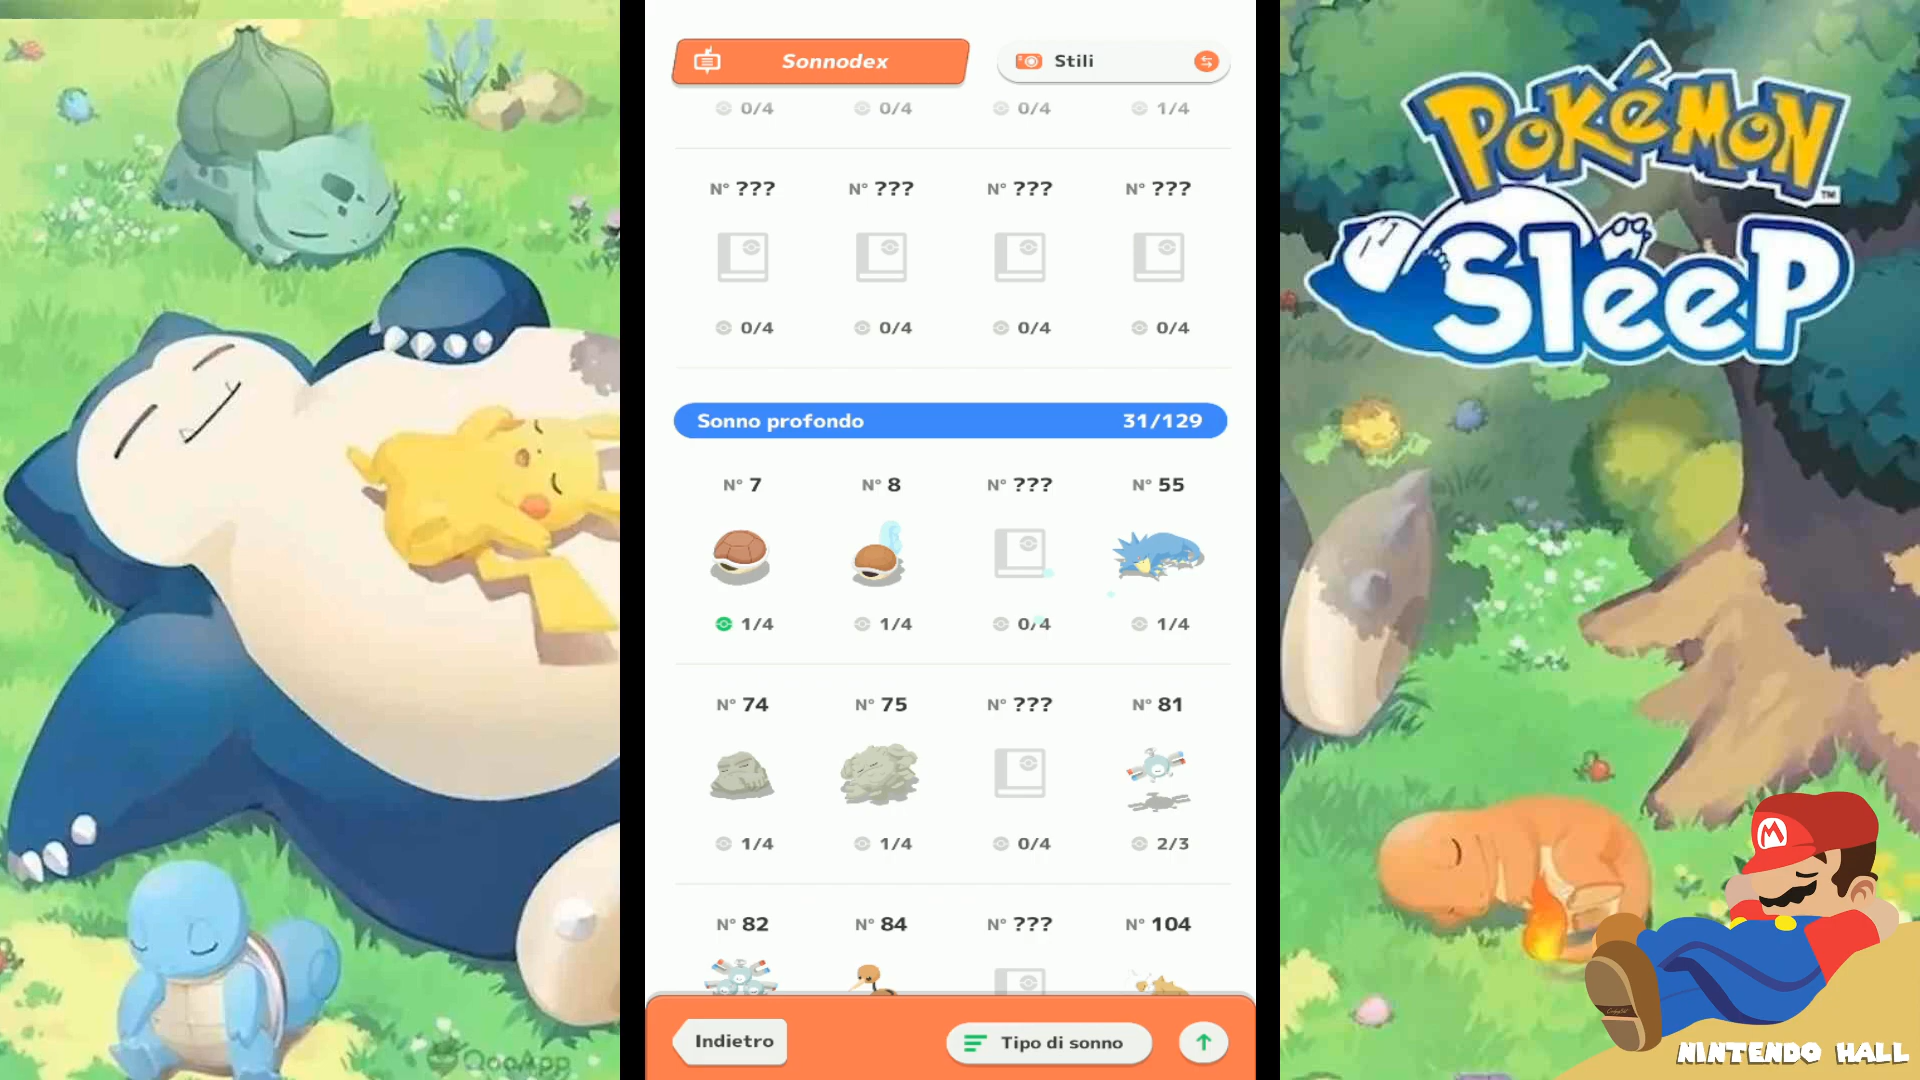 Sonnodex
Stili
0/4 0/4 0/4 1/4
N° ??? N° ??? N° ??? N° ???
0/4 0/4 0/4 0/4
Sonno profondo 31/129
N° 7 N° 8 N° ??? N° 55
1/4 1/4 0/4 1/4
N° 74 N° 75 N° ??? N° 81
1/4 1/4 0/4 2/3
N° 82 N° 84 N° ??? N° 104
Indietro
Tipo di sonno
QooApp
POKéMON
TM
Sleep
M
NINTENDO HALL